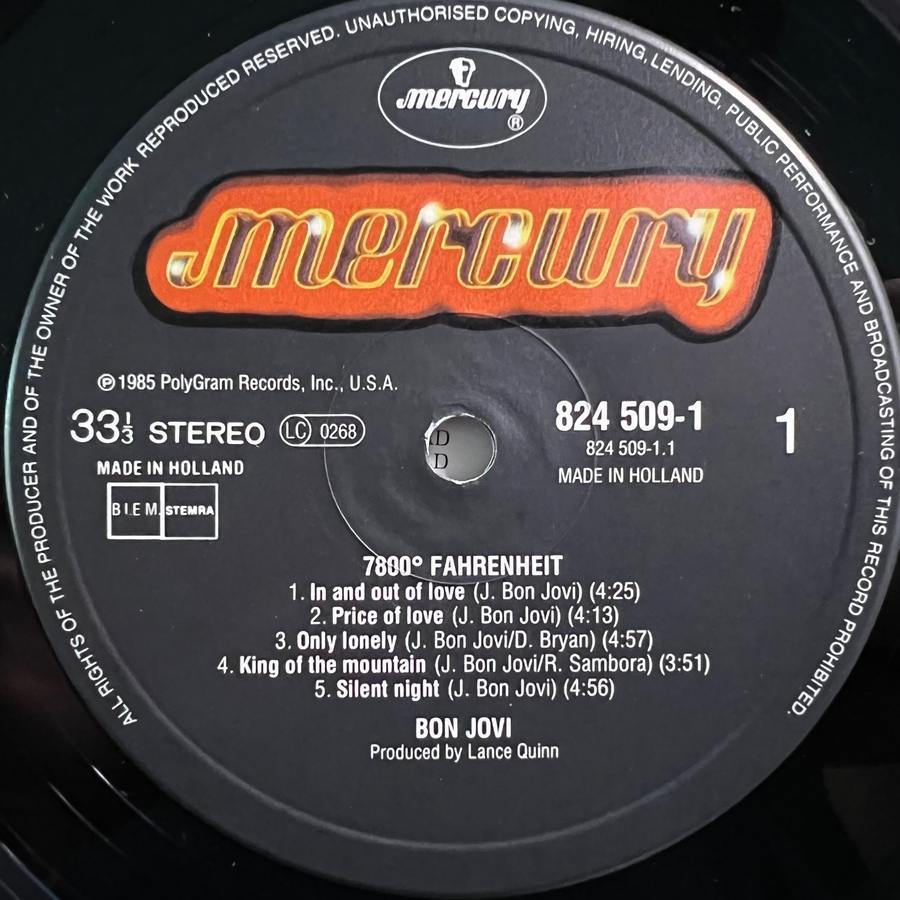 ALL RIGHTS OF THE PRODUCER AND OF THE OWNER OF THE WORK REPRODUCED RESERVED. UNAUTHORISED COPYING, HIRING, LENDING, PUBLIC PERFORMANCE AND BROADCASTING OF THIS RECORD PROHIBITED.
mercury
®
mercury
℗ 1985 PolyGram Records, Inc., U.S.A.
33⅓ STEREO LC 0268
MADE IN HOLLAND
B.I.E.M. STEMRA
824 509-1
824 509-1.1
MADE IN HOLLAND
1
D
D
7800° FAHRENHEIT
1. In and out of love (J. Bon Jovi) (4:25)
2. Price of love (J. Bon Jovi) (4:13)
3. Only lonely (J. Bon Jovi/D. Bryan) (4:57)
4. King of the mountain (J. Bon Jovi/R. Sambora) (3:51)
5. Silent night (J. Bon Jovi) (4:56)
BON JOVI
Produced by Lance Quinn